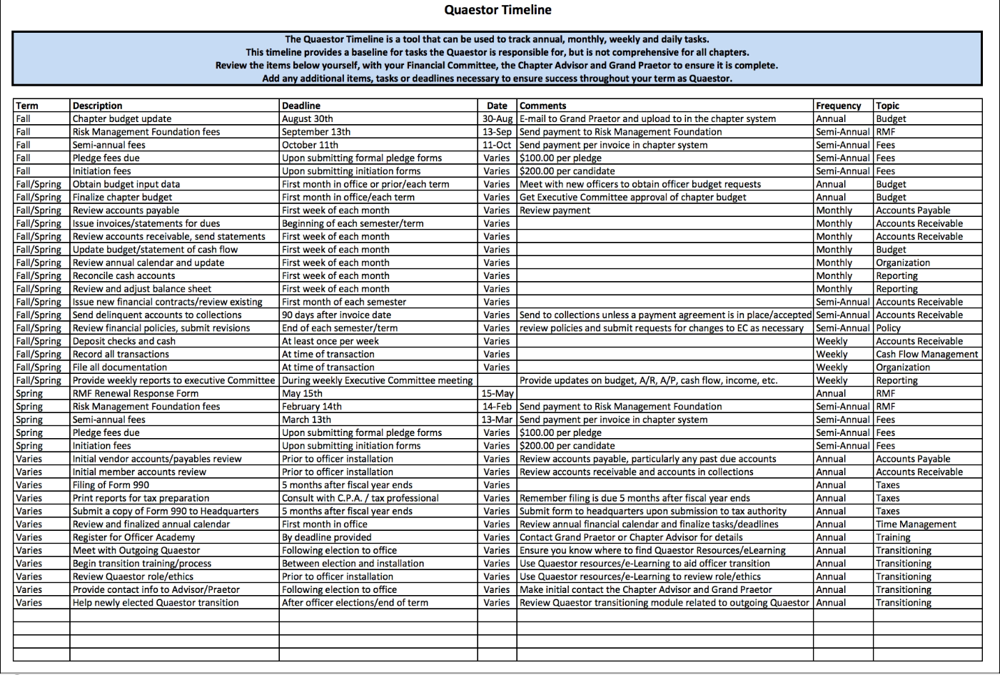 Quaestor Timeline
The Quaestor Timeline is a tool that can be used to track annual, monthly, weekly and daily tasks.
This timeline provides a baseline for tasks the Quaestor is responsible for, but is not comprehensive for all chapters.
Review the items below yourself, with your Financial Committee, the Chapter Advisor and Grand Praetor to ensure it is complete.
Add any additional items, tasks or deadlines necessary to ensure success throughout your term as Quaestor.
Term Description Deadline Date Comments Frequency Topic
Fall Chapter budget update August 30th 30-Aug E-mail to Grand Praetor and upload to in the chapter system Annual Budget
Fall Risk Management Foundation fees September 13th 13-Sep Send payment to Risk Management Foundation Semi-Annual RMF
Fall Semi-annual fees October 11th 11-Oct Send payment per invoice in chapter system Semi-Annual Fees
Fall Pledge fees due Upon submitting formal pledge forms Varies $100.00 per pledge Semi-Annual Fees
Fall Initiation fees Upon submitting initiation forms Varies $200.00 per candidate Semi-Annual Fees
Fall/Spring Obtain budget input data First month in office or prior/each term Varies Meet with new officers to obtain officer budget requests Annual Budget
Fall/Spring Finalize chapter budget First month in office/each term Varies Get Executive Committee approval of chapter budget Annual Budget
Fall/Spring Review accounts payable First week of each month Varies Review payment Monthly Accounts Payable
Fall/Spring Issue invoices/statements for dues Beginning of each semester/term Varies Monthly Accounts Receivable
Fall/Spring Review accounts receivable, send statements First week of each month Varies Monthly Accounts Receivable
Fall/Spring Update budget/statement of cash flow First week of each month Varies Monthly Budget
Fall/Spring Review annual calendar and update First week of each month Varies Monthly Organization
Fall/Spring Reconcile cash accounts First week of each month Varies Monthly Reporting
Fall/Spring Review and adjust balance sheet First week of each month Varies Monthly Reporting
Fall/Spring Issue new financial contracts/review existing First month of each semester Varies Semi-Annual Accounts Receivable
Fall/Spring Send delinquent accounts to collections 90 days after invoice date Varies Send to collections unless a payment agreement is in place/accepted Semi-Annual Accounts Receivable
Fall/Spring Review financial policies, submit revisions End of each semester/term Varies review policies and submit requests for changes to EC as necessary Semi-Annual Policy
Fall/Spring Deposit checks and cash At least once per week Varies Weekly Accounts Receivable
Fall/Spring Record all transactions At time of transaction Varies Weekly Cash Flow Management
Fall/Spring File all documentation At time of transaction Varies Weekly Organization
Fall/Spring Provide weekly reports to executive Committee During weekly Executive Committee meeting Provide updates on budget, A/R, A/P, cash flow, income, etc. Weekly Reporting
Spring RMF Renewal Response Form May 15th 15-May Annual RMF
Spring Risk Management Foundation fees February 14th 14-Feb Send payment to Risk Management Foundation Semi-Annual RMF
Spring Semi-annual fees March 13th 13-Mar Send payment per invoice in chapter system Semi-Annual Fees
Spring Pledge fees due Upon submitting formal pledge forms Varies $100.00 per pledge Semi-Annual Fees
Spring Initiation fees Upon submitting initiation forms Varies $200.00 per candidate Semi-Annual Fees
Varies Initial vendor accounts/payables review Prior to officer installation Varies Review accounts payable, particularly any past due accounts Annual Accounts Payable
Varies Initial member accounts review Prior to officer installation Varies Review accounts receivable and accounts in collections Annual Accounts Receivable
Varies Filing of Form 990 5 months after fiscal year ends Varies Annual Taxes
Varies Print reports for tax preparation Consult with C.P.A. / tax professional Varies Remember filing is due 5 months after fiscal year ends Annual Taxes
Varies Submit a copy of Form 990 to Headquarters 5 months after fiscal year ends Varies Submit form to headquarters upon submission to tax authority Annual Taxes
Varies Review and finalized annual calendar First month in office Varies Review annual financial calendar and finalize tasks/deadlines Annual Time Management
Varies Register for Officer Academy By deadline provided Varies Contact Grand Praetor or Chapter Advisor for details Annual Training
Varies Meet with Outgoing Quaestor Following election to office Varies Ensure you know where to find Quaestor Resources/eLearning Annual Transitioning
Varies Begin transition training/process Between election and installation Varies Use Quaestor resources/e-Learning to aid officer transition Annual Transitioning
Varies Review Quaestor role/ethics Prior to officer installation Varies Use Quaestor resources/e-Learning to review role/ethics Annual Transitioning
Varies Provide contact info to Advisor/Praetor Following election to office Varies Make initial contact the Chapter Advisor and Grand Praetor Annual Transitioning
Varies Help newly elected Quaestor transition After officer elections/end of term Varies Review Quaestor transitioning module related to outgoing Quaestor Annual Transitioning